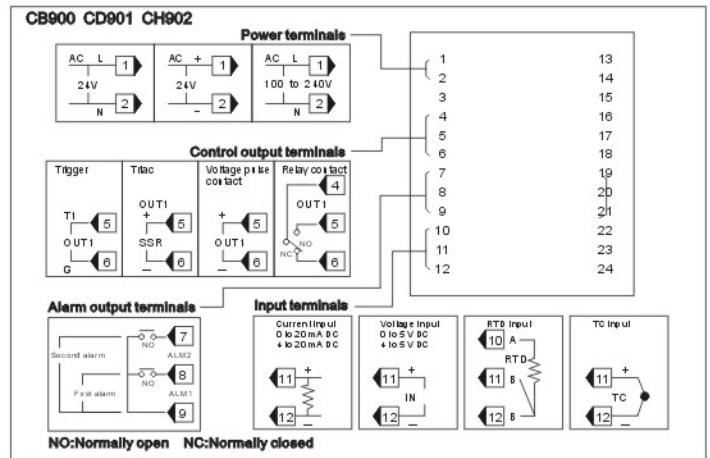 CB900 CD901 CH902
Power terminals
AC L 1
24V
N 2
AC + 1
24V
- 2
AC L 1
100 to 240V
N 2
1 13
2 14
3 15
4 16
5 17
6 18
7 19
8 20
9 21
10 22
11 23
12 24
Control output terminals
Trigger
T1 5
OUT1
G 6
Triac
OUT1
+ 5
SSR
- 6
Voltage pulse
contact
+ 5
OUT1
- 6
Relay contact
4
OUT1
5
NO
NC 6
Alarm output terminals
7
NO
Second alarm ALM2
8
NO
First alarm ALM1
9
Input terminals
Current Input
0 to 20mA DC
4 to 20mA DC
11 +
12 -
Voltage Input
0 to 5 V DC
4 to 5 V DC
11 +
IN
12 -
RTD Input
10 A
RTD
11 B
12 B
TC Input
11 +
TC
12 -
NO:Normally open NC:Normally closed